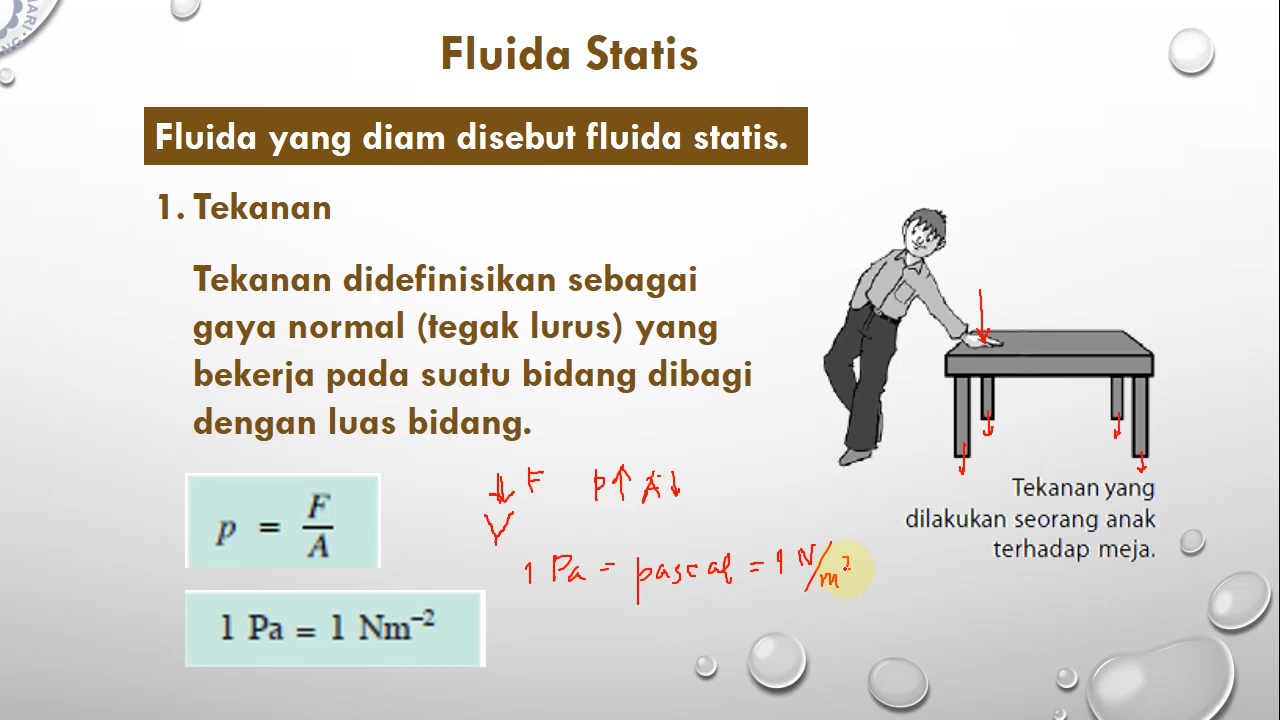 ARI
NG
Fluida Statis
Fluida yang diam disebut fluida statis.
1. Tekanan
Tekanan didefinisikan sebagai
gaya normal (tegak lurus) yang
bekerja pada suatu bidang dibagi
dengan luas bidang.
p = F/A
1 Pa = 1 Nm⁻²
F p↑ A↓
1 Pa = pascal = 1 N/m²
Tekanan yang
dilakukan seorang anak
terhadap meja.